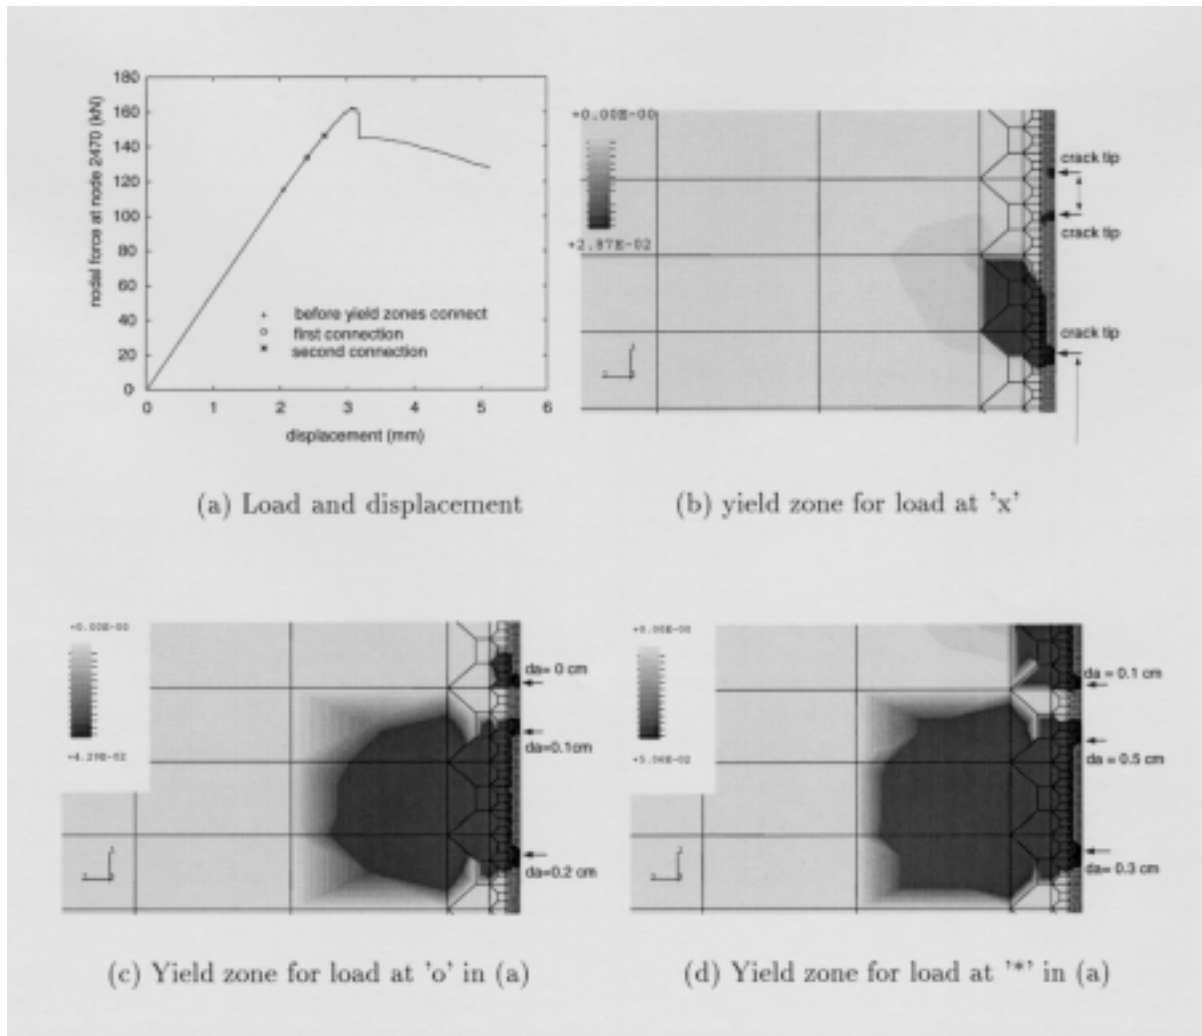 180
160
140
120
100
80
60
40
20
0
nodal force at node 2470 (kN)
+ before yield zones connect
o first connection
* second connection
0 1 2 3 4 5 6
displacement (mm)
(a) Load and displacement
+0.00E-00
+2.87E-02
crack tip
crack tip
crack tip
(b) yield zone for load at 'x'
+0.00E-00
+4.29E-02
da= 0 cm
da=0.1cm
da=0.2 cm
(c) Yield zone for load at 'o' in (a)
+0.00E-00
da= 0.1 cm
da= 0.5 cm
da= 0.3 cm
(d) Yield zone for load at '*' in (a)